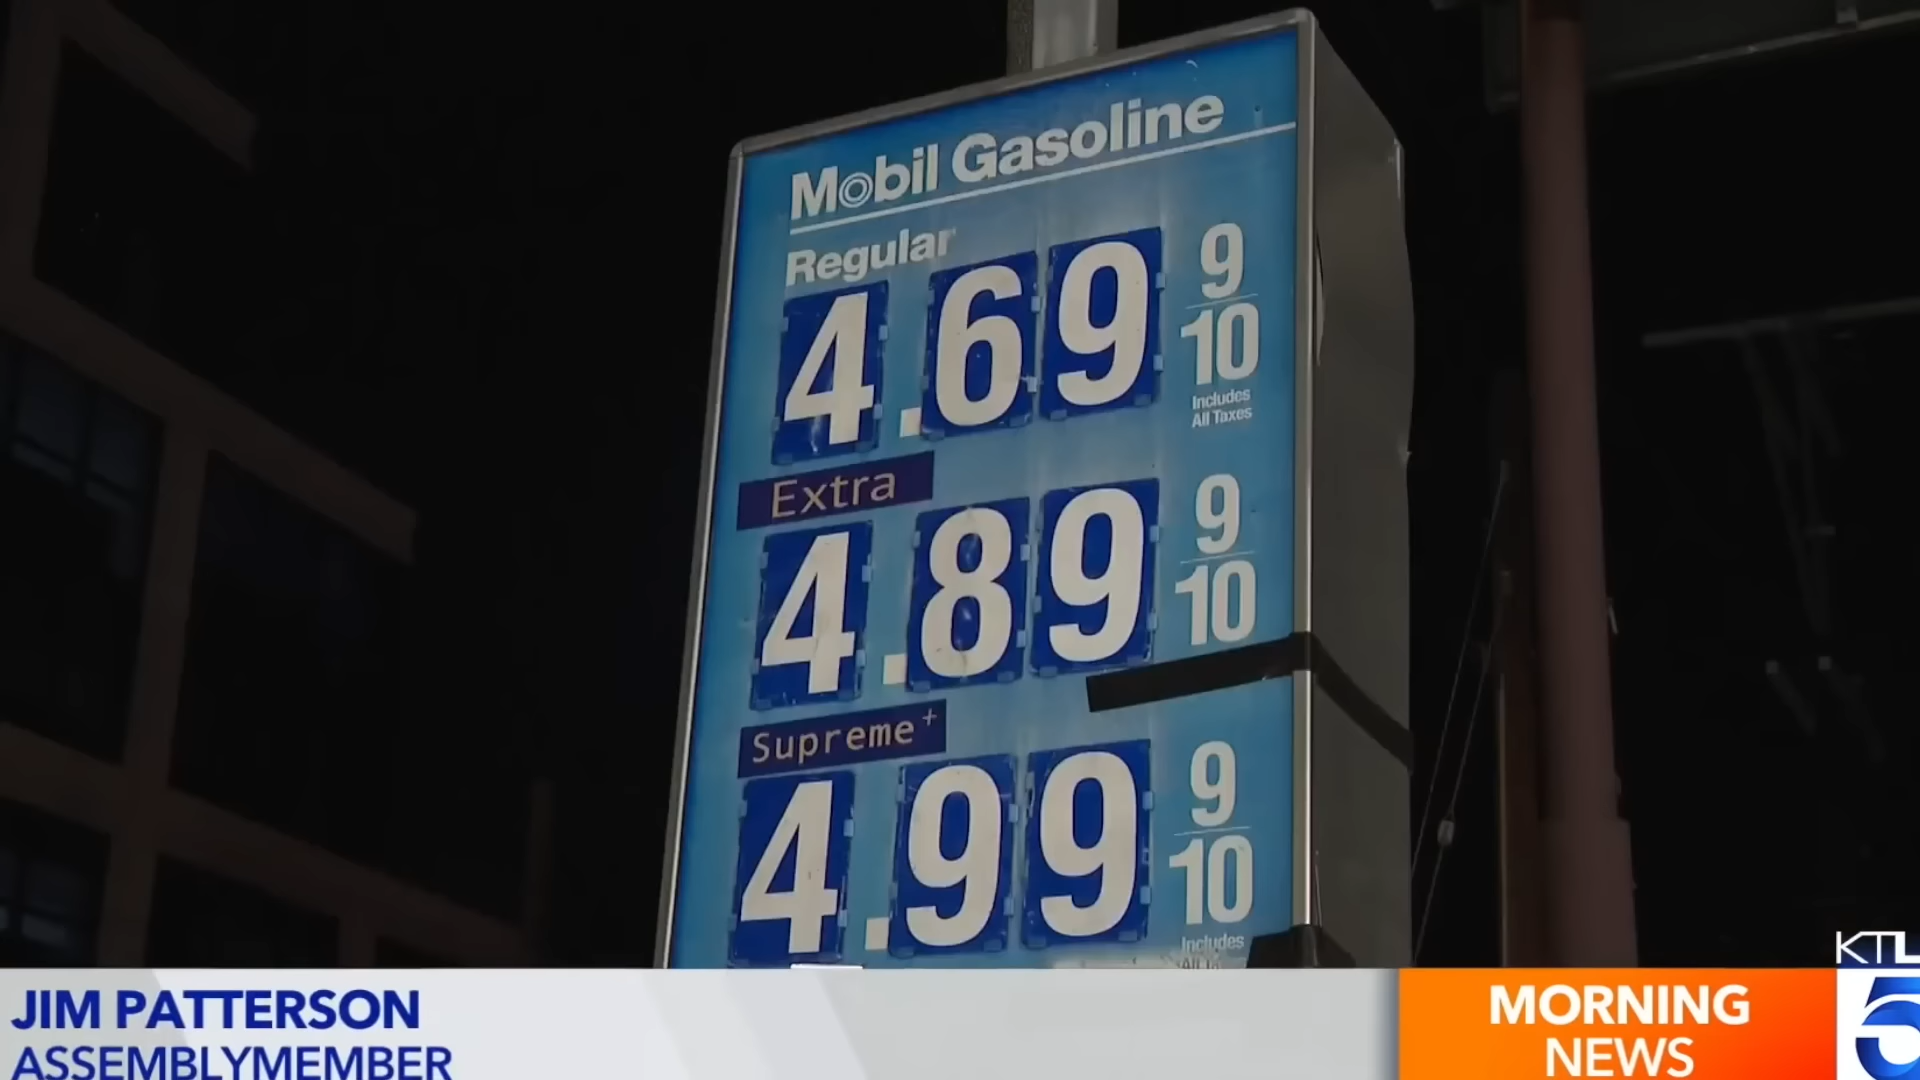 Mobil Gasoline
Regular
4.69 9/10
Includes
All Taxes
Extra
4.89 9/10
Supreme+
4.99 9/10
Includes
JIM PATTERSON
ASSEMBLYMEMBER
MORNING
NEWS
KTL
5